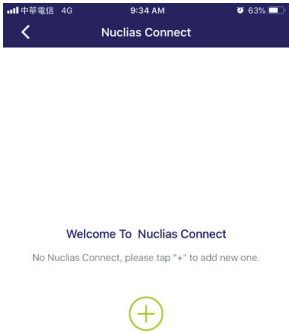 中華電信 4G 9:34 AM 63%
Nuclias Connect
Welcome To Nuclias Connect
No Nuclias Connect, please tap "+" to add new one.